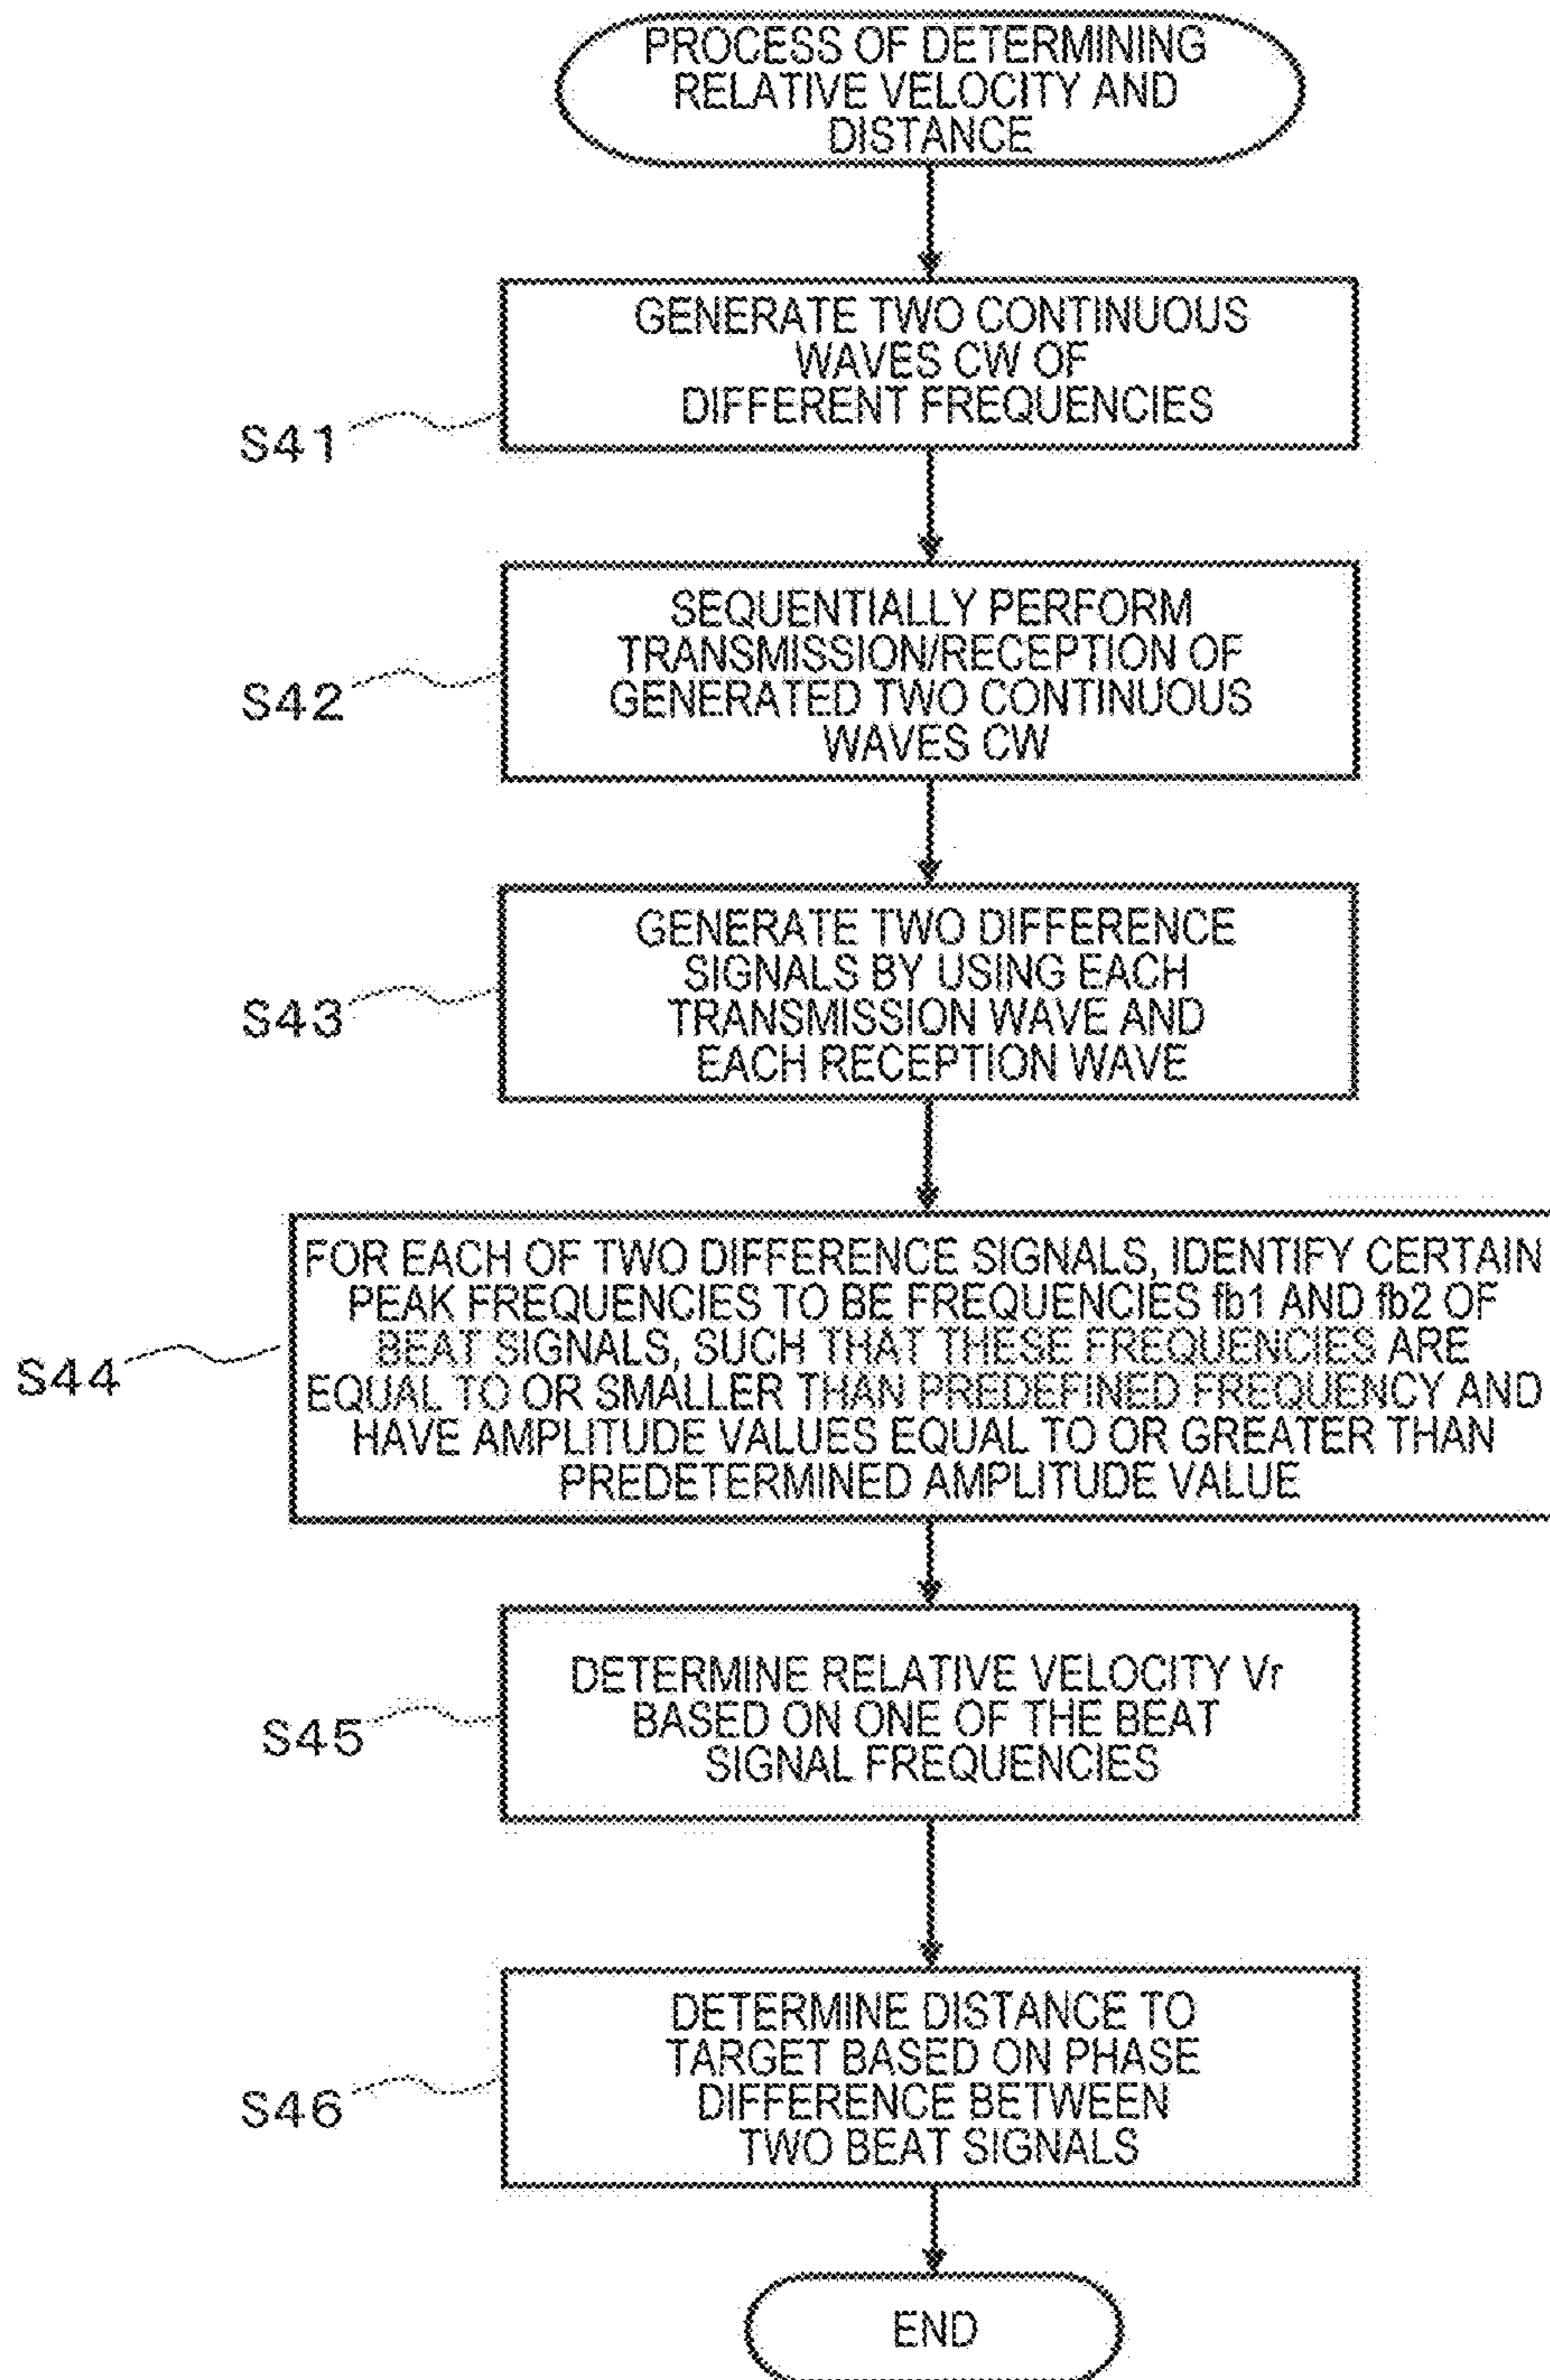 PROCESS OF DETERMINING
RELATIVE VELOCITY AND
DISTANCE
GENERATE TWO CONTINUOUS
WAVES CW OF
DIFFERENT FREQUENCIES
S41
SEQUENTIALLY PERFORM
TRANSMISSION/RECEPTION OF
GENERATED TWO CONTINUOUS
WAVES CW
S42
GENERATE TWO DIFFERENCE
SIGNALS BY USING EACH
TRANSMISSION WAVE AND
EACH RECEPTION WAVE
S43
FOR EACH OF TWO DIFFERENCE SIGNALS, IDENTIFY CERTAIN
PEAK FREQUENCIES TO BE FREQUENCIES fb1 AND fb2 OF
BEAT SIGNALS, SUCH THAT THESE FREQUENCIES ARE
EQUAL TO OR SMALLER THAN PREDEFINED FREQUENCY AND
HAVE AMPLITUDE VALUES EQUAL TO OR GREATER THAN
PREDETERMINED AMPLITUDE VALUE
S44
DETERMINE RELATIVE VELOCITY Vr
BASED ON ONE OF THE BEAT
SIGNAL FREQUENCIES
S45
DETERMINE DISTANCE TO
TARGET BASED ON PHASE
DIFFERENCE BETWEEN
TWO BEAT SIGNALS
S46
END